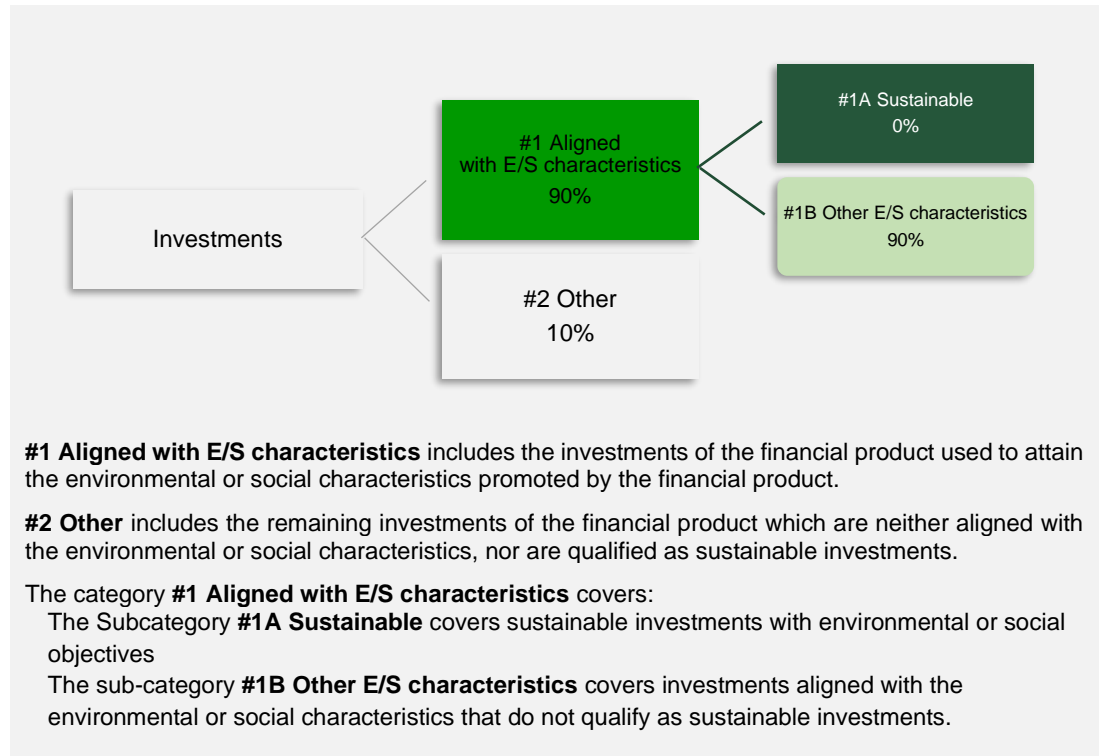 #1A Sustainable
0%
#1 Aligned
with E/S characteristics
90%
#1B Other E/S characteristics
90%
Investments
#2 Other
10%
#1 Aligned with E/S characteristics includes the investments of the financial product used to attain
the environmental or social characteristics promoted by the financial product.
#2 Other includes the remaining investments of the financial product which are neither aligned with
the environmental or social characteristics, nor are qualified as sustainable investments.
The category #1 Aligned with E/S characteristics covers:
The Subcategory #1A Sustainable covers sustainable investments with environmental or social
objectives
The sub-category #1B Other E/S characteristics covers investments aligned with the
environmental or social characteristics that do not qualify as sustainable investments.